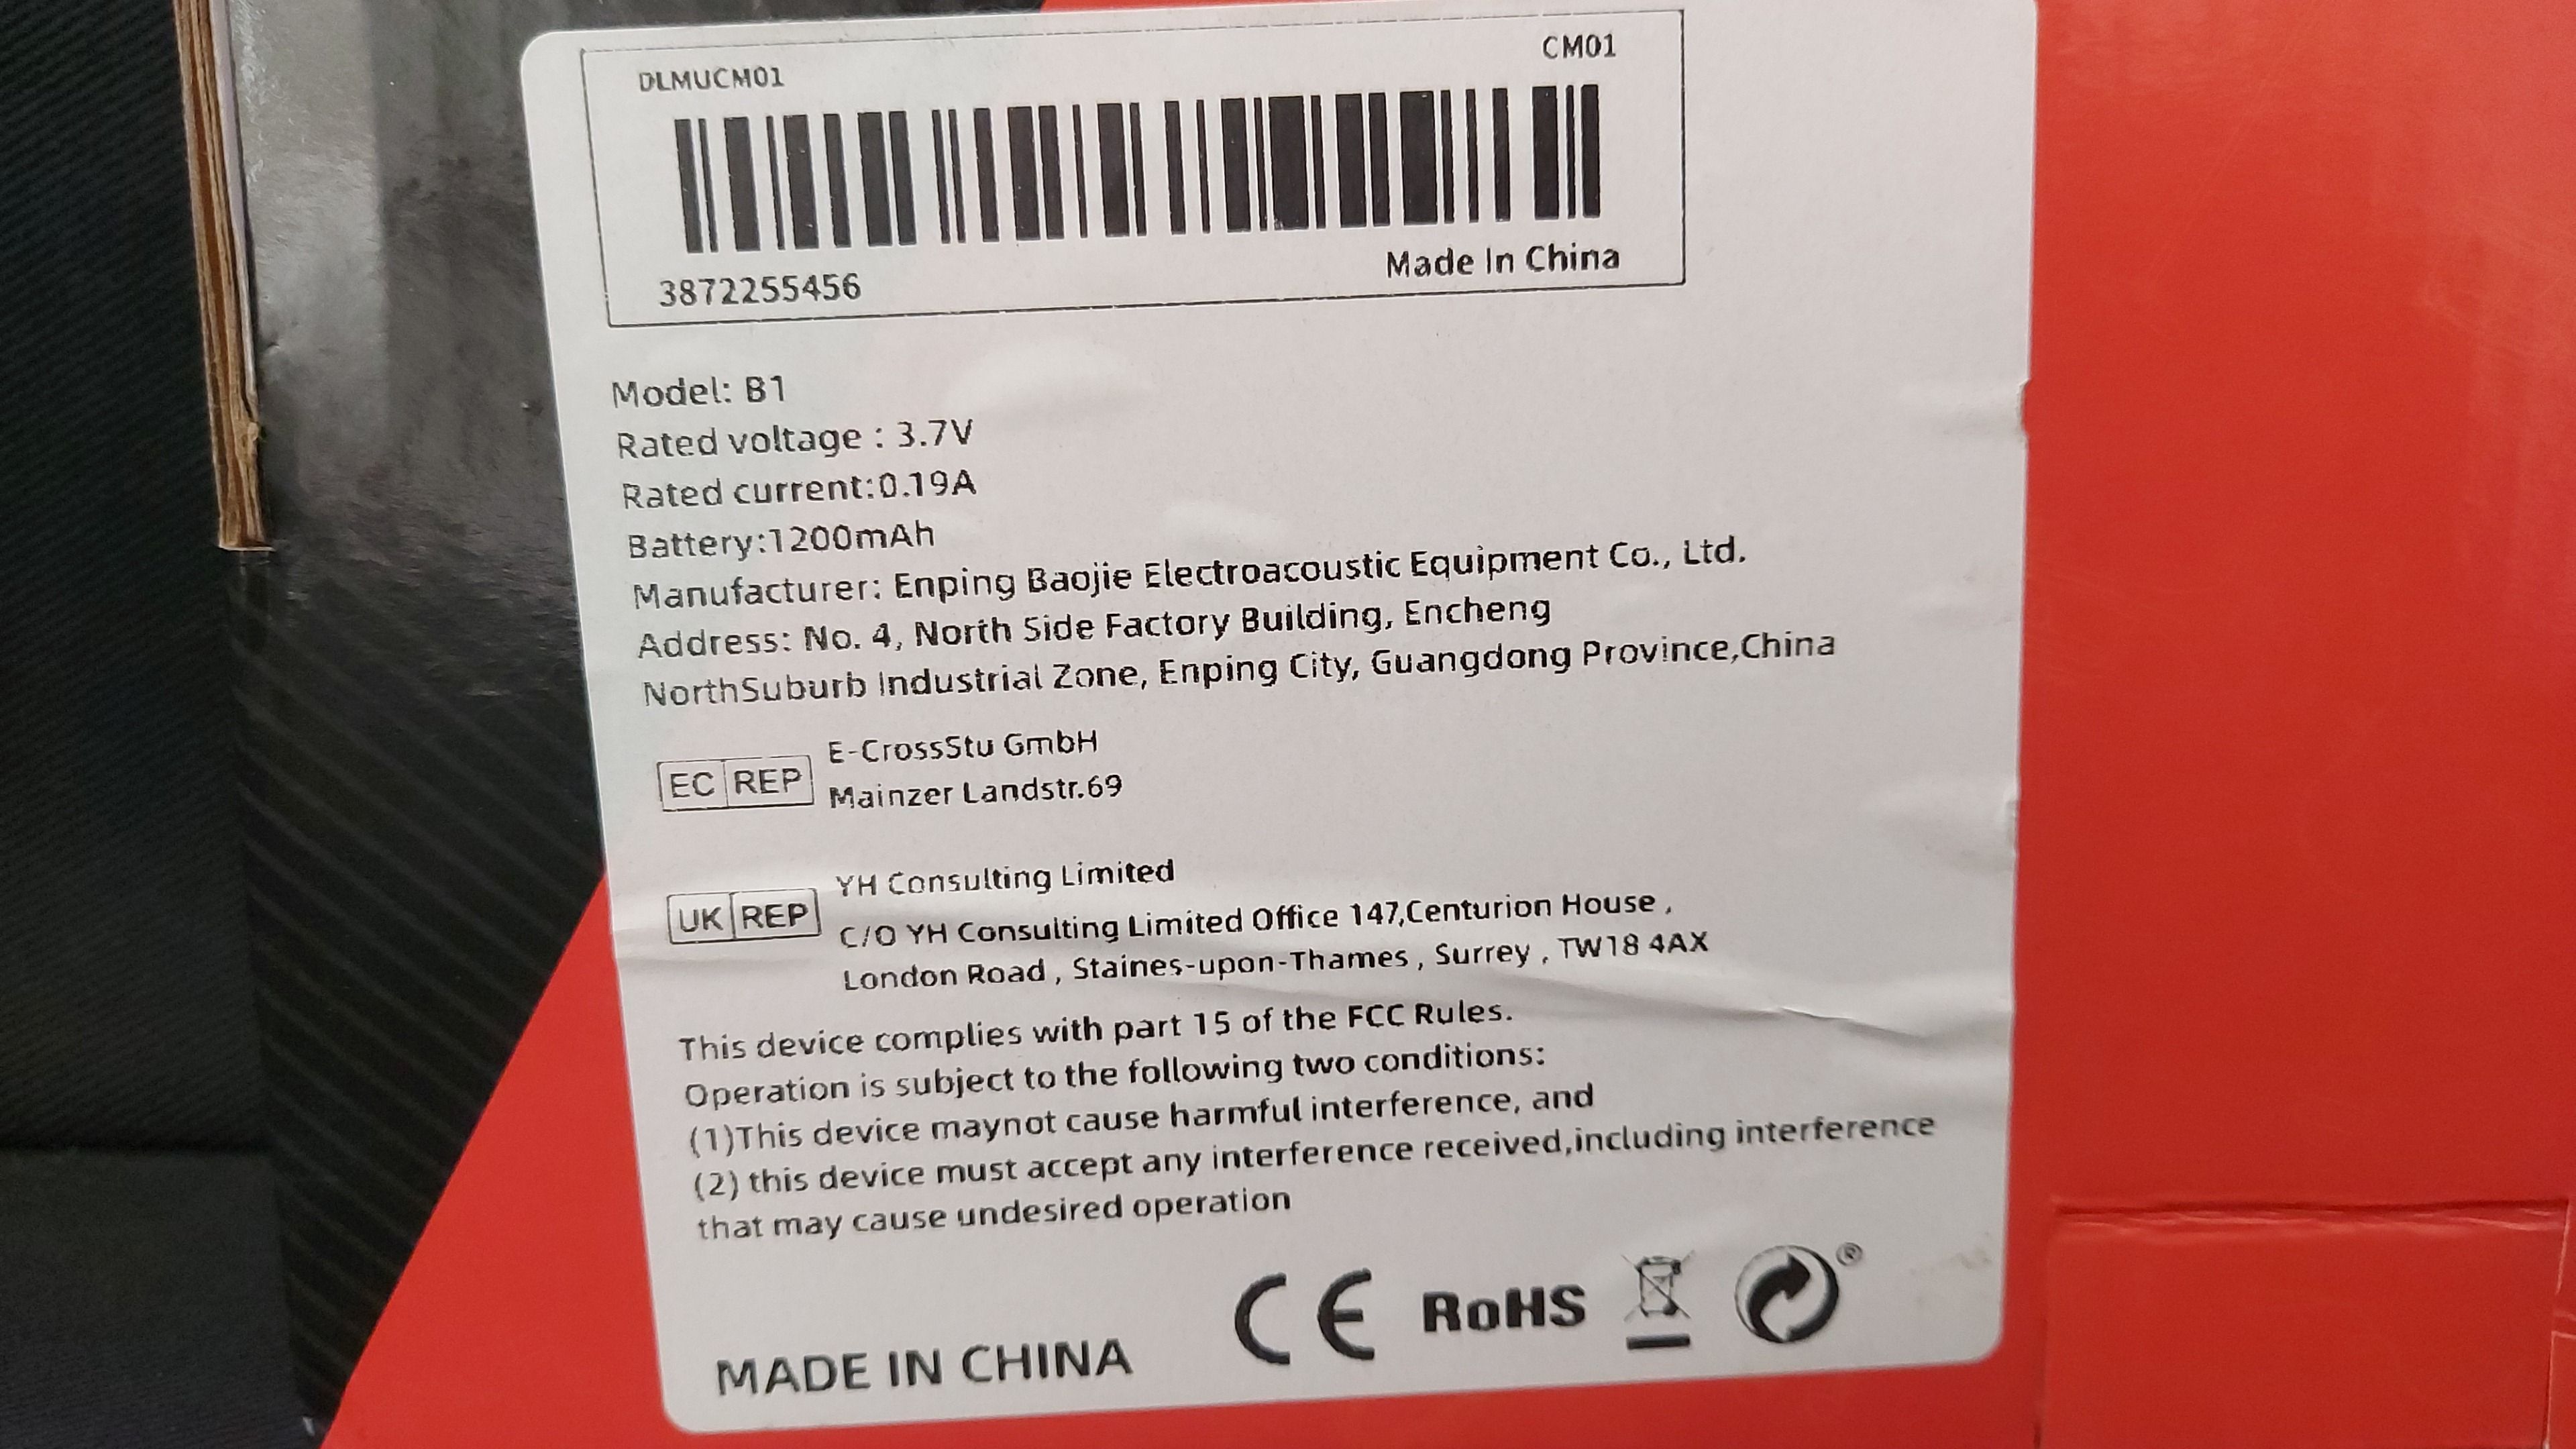 DLMUCM01 CM01
3872255456 Made In China
Model: B1
Rated voltage : 3.7V
Rated current:0.19A
Battery:1200mAh
Manufacturer: Enping Baojie Electroacoustic Equipment Co., Ltd.
Address: No. 4, North Side Factory Building, Encheng
NorthSuburb Industrial Zone, Enping City, Guangdong Province,China
EC REP E-CrossStu GmbH
Mainzer Landstr.69
UK REP YH Consulting Limited
C/O YH Consulting Limited Office 147,Centurion House ,
London Road , Staines-upon-Thames , Surrey , TW18 4AX
This device complies with part 15 of the FCC Rules.
Operation is subject to the following two conditions:
(1)This device maynot cause harmful interference, and
(2) this device must accept any interference received,including interference
that may cause undesired operation
MADE IN CHINA CE RoHS ®